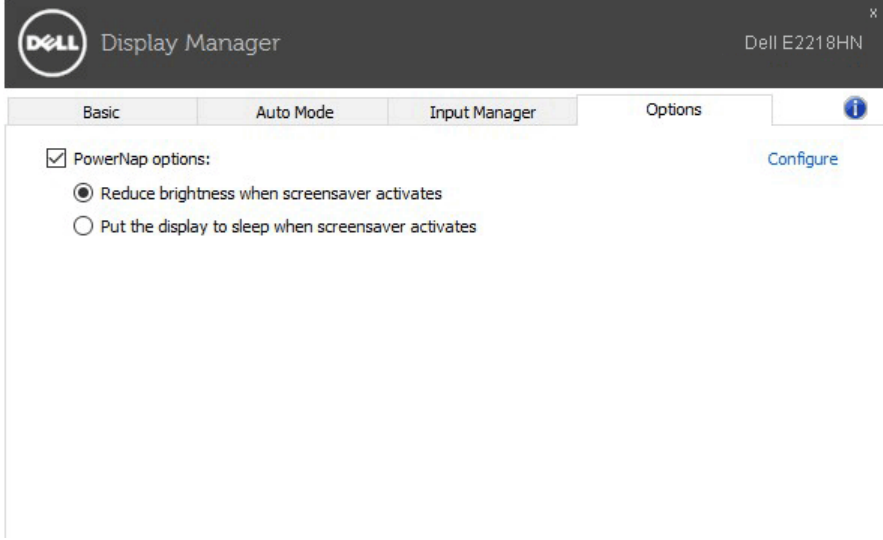 DELL
Display Manager
x
Dell E2218HN
Basic
Auto Mode
Input Manager
Options
i
PowerNap options:
Configure
Reduce brightness when screensaver activates
Put the display to sleep when screensaver activates